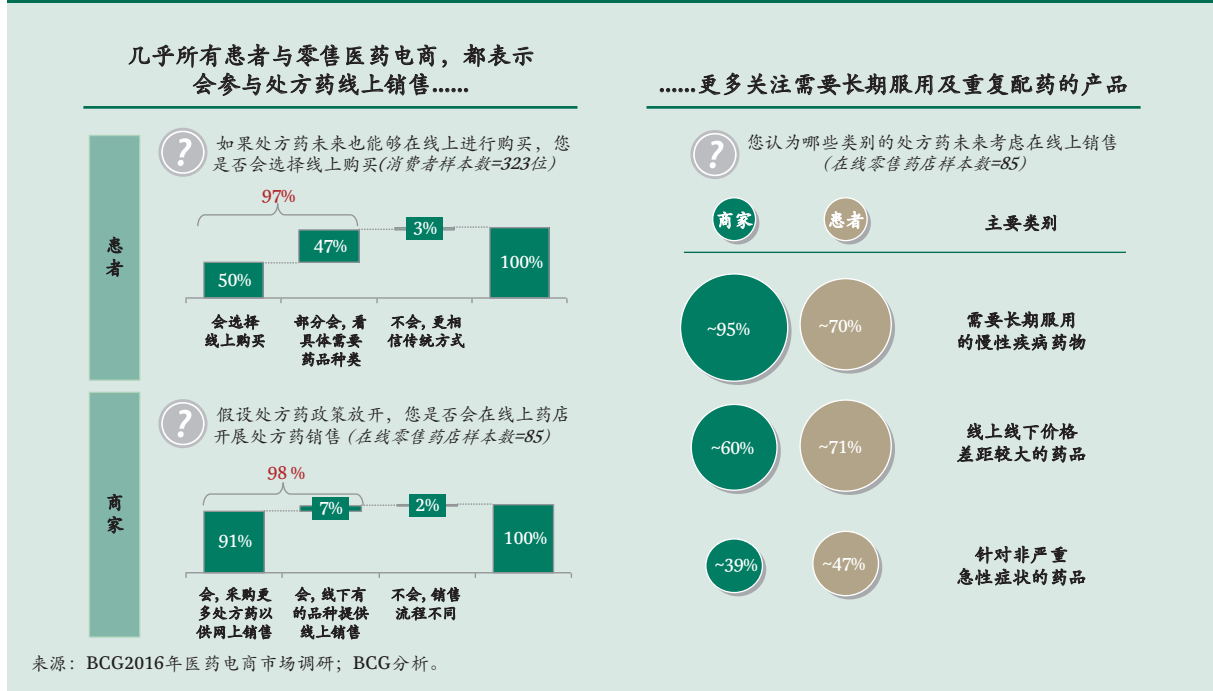 几乎所有患者与零售医药电商，都表示
会参与处方药线上销售......
患
者
?
如果处方药未来也能够在线上进行购买，您
是否会选择线上购买(消费者样本数=323位)
97%
50%
47%
3%
100%
会选择
线上购买
部分会，看
具体需要
药品种类
不会，更相
信传统方式
商
家
?
假设处方药政策放开，您是否会在线上药店
开展处方药销售（在线零售药店样本数=85)
98 %
91%
7%
2%
100%
会，采购更
多处方药以
供网上销售
会，线下有
的品种提供
线上销售
不会，销售
流程不同
......更多关注需要长期服用及重复配药的产品
?
您认为哪些类别的处方药未来考虑在线上销售
(在线零售药店样本数=85)
商家
患者
主要类别
~95%
~70%
需要长期服用
的慢性疾病药物
~60%
~71%
线上线下价格
差距较大的药品
~39%
~47%
针对非严重
急性症状的药品
来源：BCG2016年医药电商市场调研；BCG分析。